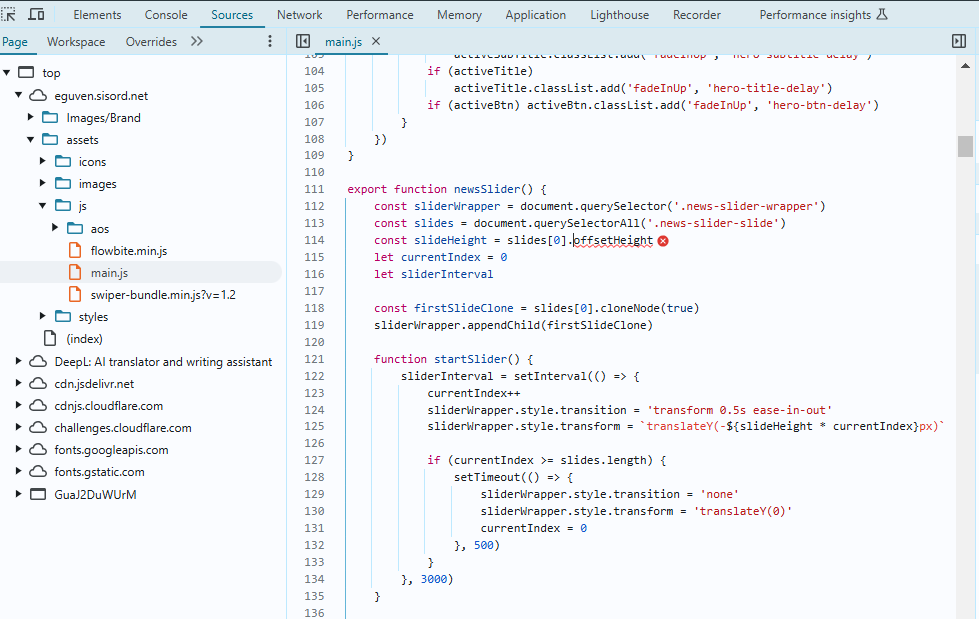 Elements Console Sources Network Performance Memory Application Lighthouse Recorder Performance insights
Page Workspace Overrides
main.js
top
eguven.sisord.net
Images/Brand
assets
icons
images
js
aos
flowbite.min.js
main.js
swiper-bundle.min.js?v=1.2
styles
(index)
DeepL: AI translator and writing assistant
cdn.jsdelivr.net
cdnjs.cloudflare.com
challenges.cloudflare.com
fonts.googleapis.com
fonts.gstatic.com
GuaJ2DuWUrM
103 activeSubtitle.classList.add('fadeInUp', 'hero-subtitle-delay')
104 if (activeTitle)
105 activeTitle.classList.add('fadeInUp', 'hero-title-delay')
106 if (activeBtn) activeBtn.classList.add('fadeInUp', 'hero-btn-delay')
107 }
108 })
109 }
110
111 export function newsSlider() {
112 const sliderWrapper = document.querySelector('.news-slider-wrapper')
113 const slides = document.querySelectorAll('.news-slider-slide')
114 const slideHeight = slides[0].offsetHeight
115 let currentIndex = 0
116 let sliderInterval
117
118 const firstSlideClone = slides[0].cloneNode(true)
119 sliderWrapper.appendChild(firstSlideClone)
120
121 function startSlider() {
122 sliderInterval = setInterval(() => {
123 currentIndex++
124 sliderWrapper.style.transition = 'transform 0.5s ease-in-out'
125 sliderWrapper.style.transform = `translateY(-${slideHeight * currentIndex}px)`
126
127 if (currentIndex >= slides.length) {
128 setTimeout(() => {
129 sliderWrapper.style.transition = 'none'
130 sliderWrapper.style.transform = 'translateY(0)'
131 currentIndex = 0
132 }, 500)
133 }
134 }, 3000)
135 }
136